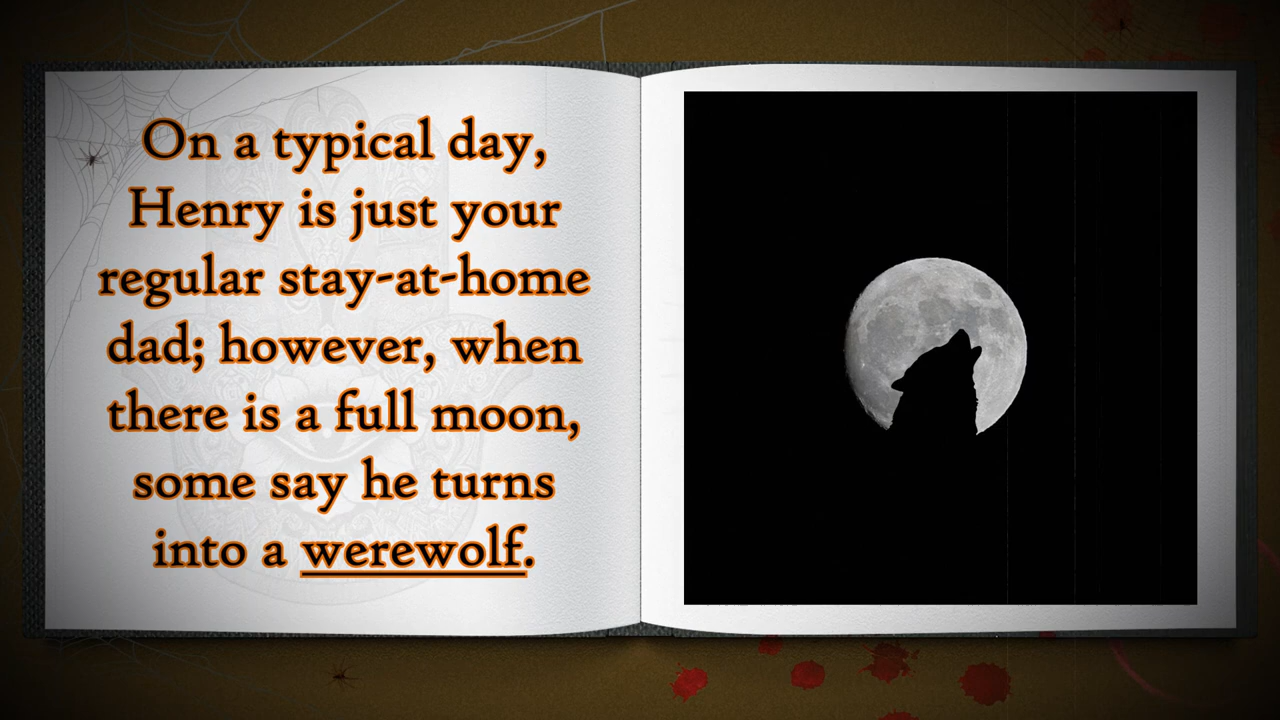 On a typical day,
Henry is just your
regular stay-at-home
dad; however, when
there is a full moon,
some say he turns
into a werewolf.